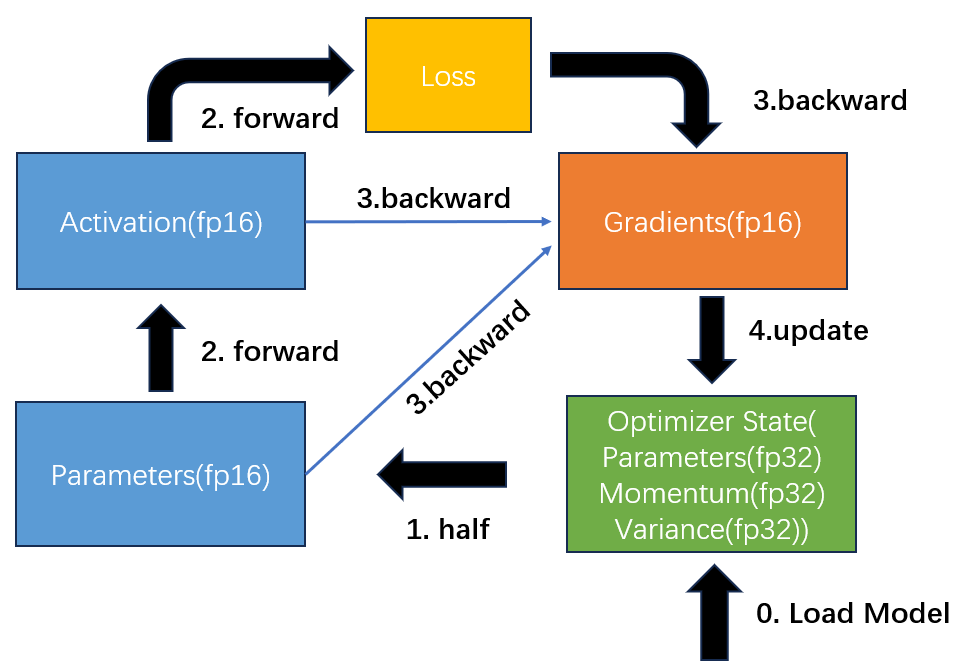 Loss
2. forward
3.backward
Activation(fp16)
3.backward
Gradients(fp16)
2. forward
3.backward
4.update
Parameters(fp16)
1. half
Optimizer State(
Parameters(fp32)
Momentum(fp32)
Variance(fp32))
0. Load Model